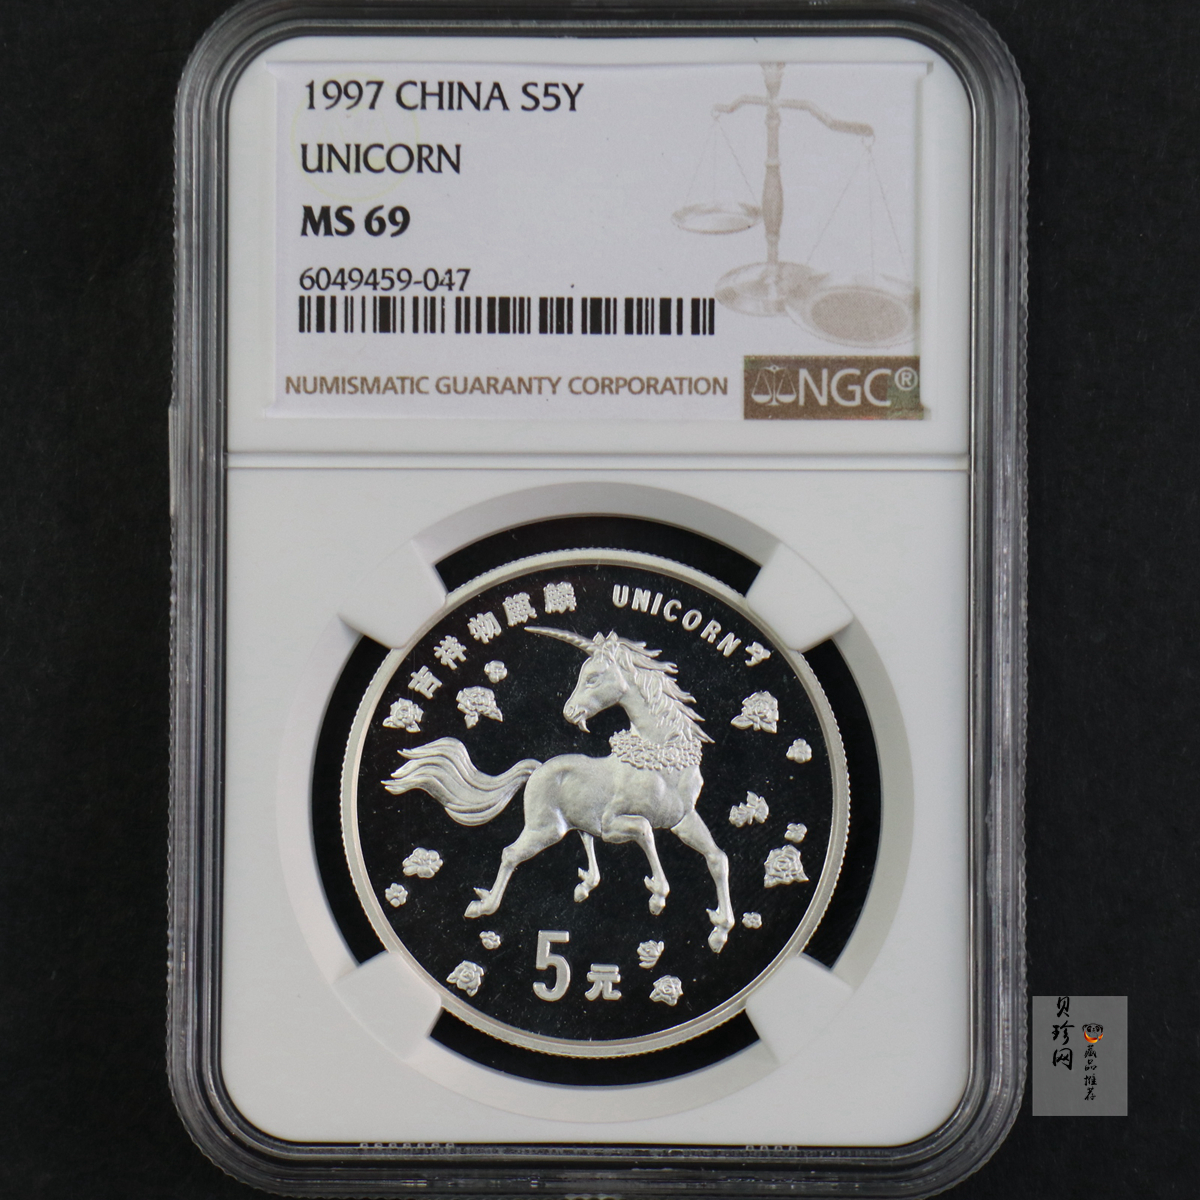 1997 CHINA S5Y
UNICORN
MS 69
6049459-047
NUMISMATIC GUARANTY CORPORATION
NGC®
吉祥物麒麟 UNICORN
5元
贝珍网
藏品推荐